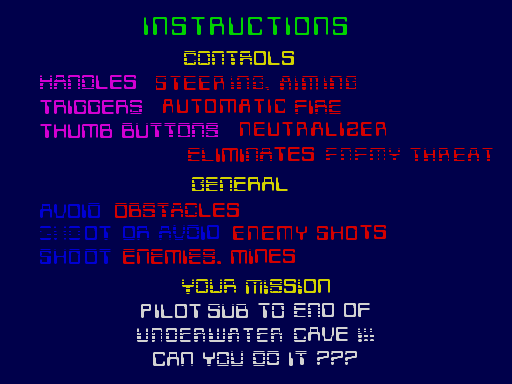 INSTRUCTIONS
CONTROLS
HANDLES STEERING, AIMING
TRIGGERS AUTOMATIC FIRE
THUMB BUTTONS NEUTRALIZER
ELIMINATES ENEMY THREAT
GENERAL
AVOID OBSTACLES
SHOOT OR AVOID ENEMY SHOTS
SHOOT ENEMIES, MINES
YOUR MISSION
PILOT SUB TO END OF
UNDERWATER CAVE !!!
CAN YOU DO IT ???